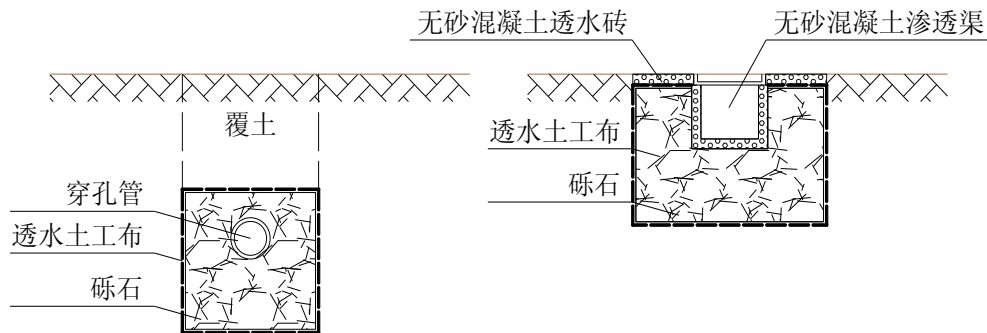 无砂混凝土透水砖
无砂混凝土渗透渠
覆土
透水土工布
砾石
穿孔管
透水土工布
砾石